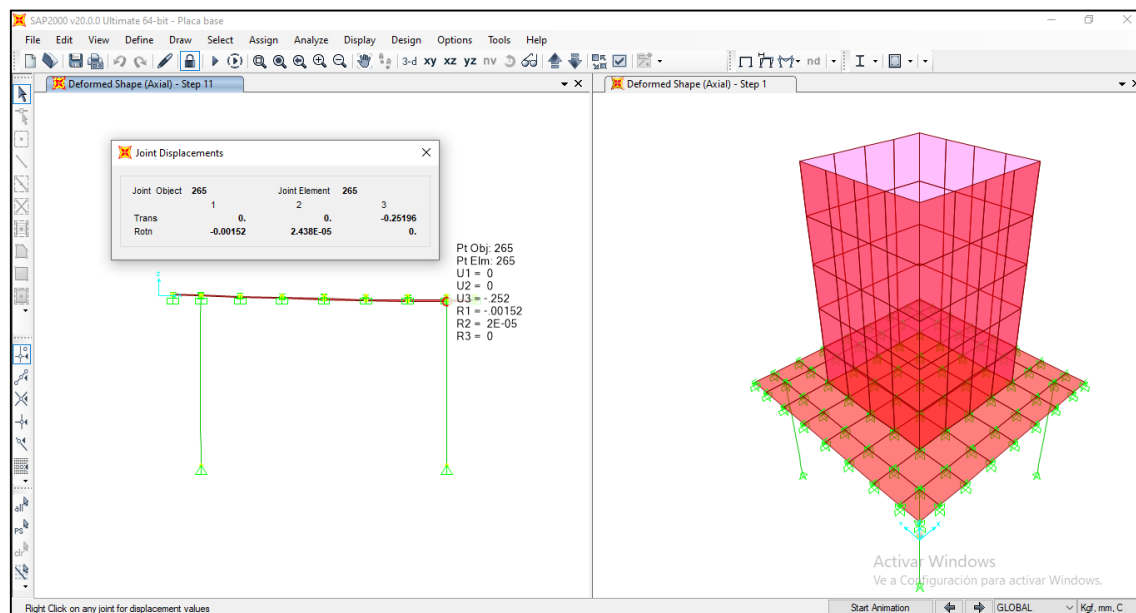 SAP2000 v20.0.0 Ultimate 64-bit - Placa base
File Edit View Define Draw Select Assign Analyze Display Design Options Tools Help
3-d xy xz yz nv nd
Deformed Shape (Axial) - Step 11
Deformed Shape (Axial) - Step 1
Joint Displacements
Joint Object 265 Joint Element 265
1 2 3
Trans 0. 0. -0.25196
Rotn -0.00152 2.438E-05 0.
Pt Obj: 265
Pt Elm: 265
U1 = 0
U2 = 0
U3 = -.252
R1 = -.00152
R2 = 2E-05
R3 = 0
z
all
ps
clr
Activar Windows
Ve a Configuración para activar Windows.
Right Click on any joint for displacement values
Start Animation GLOBAL Kgf, mm, C